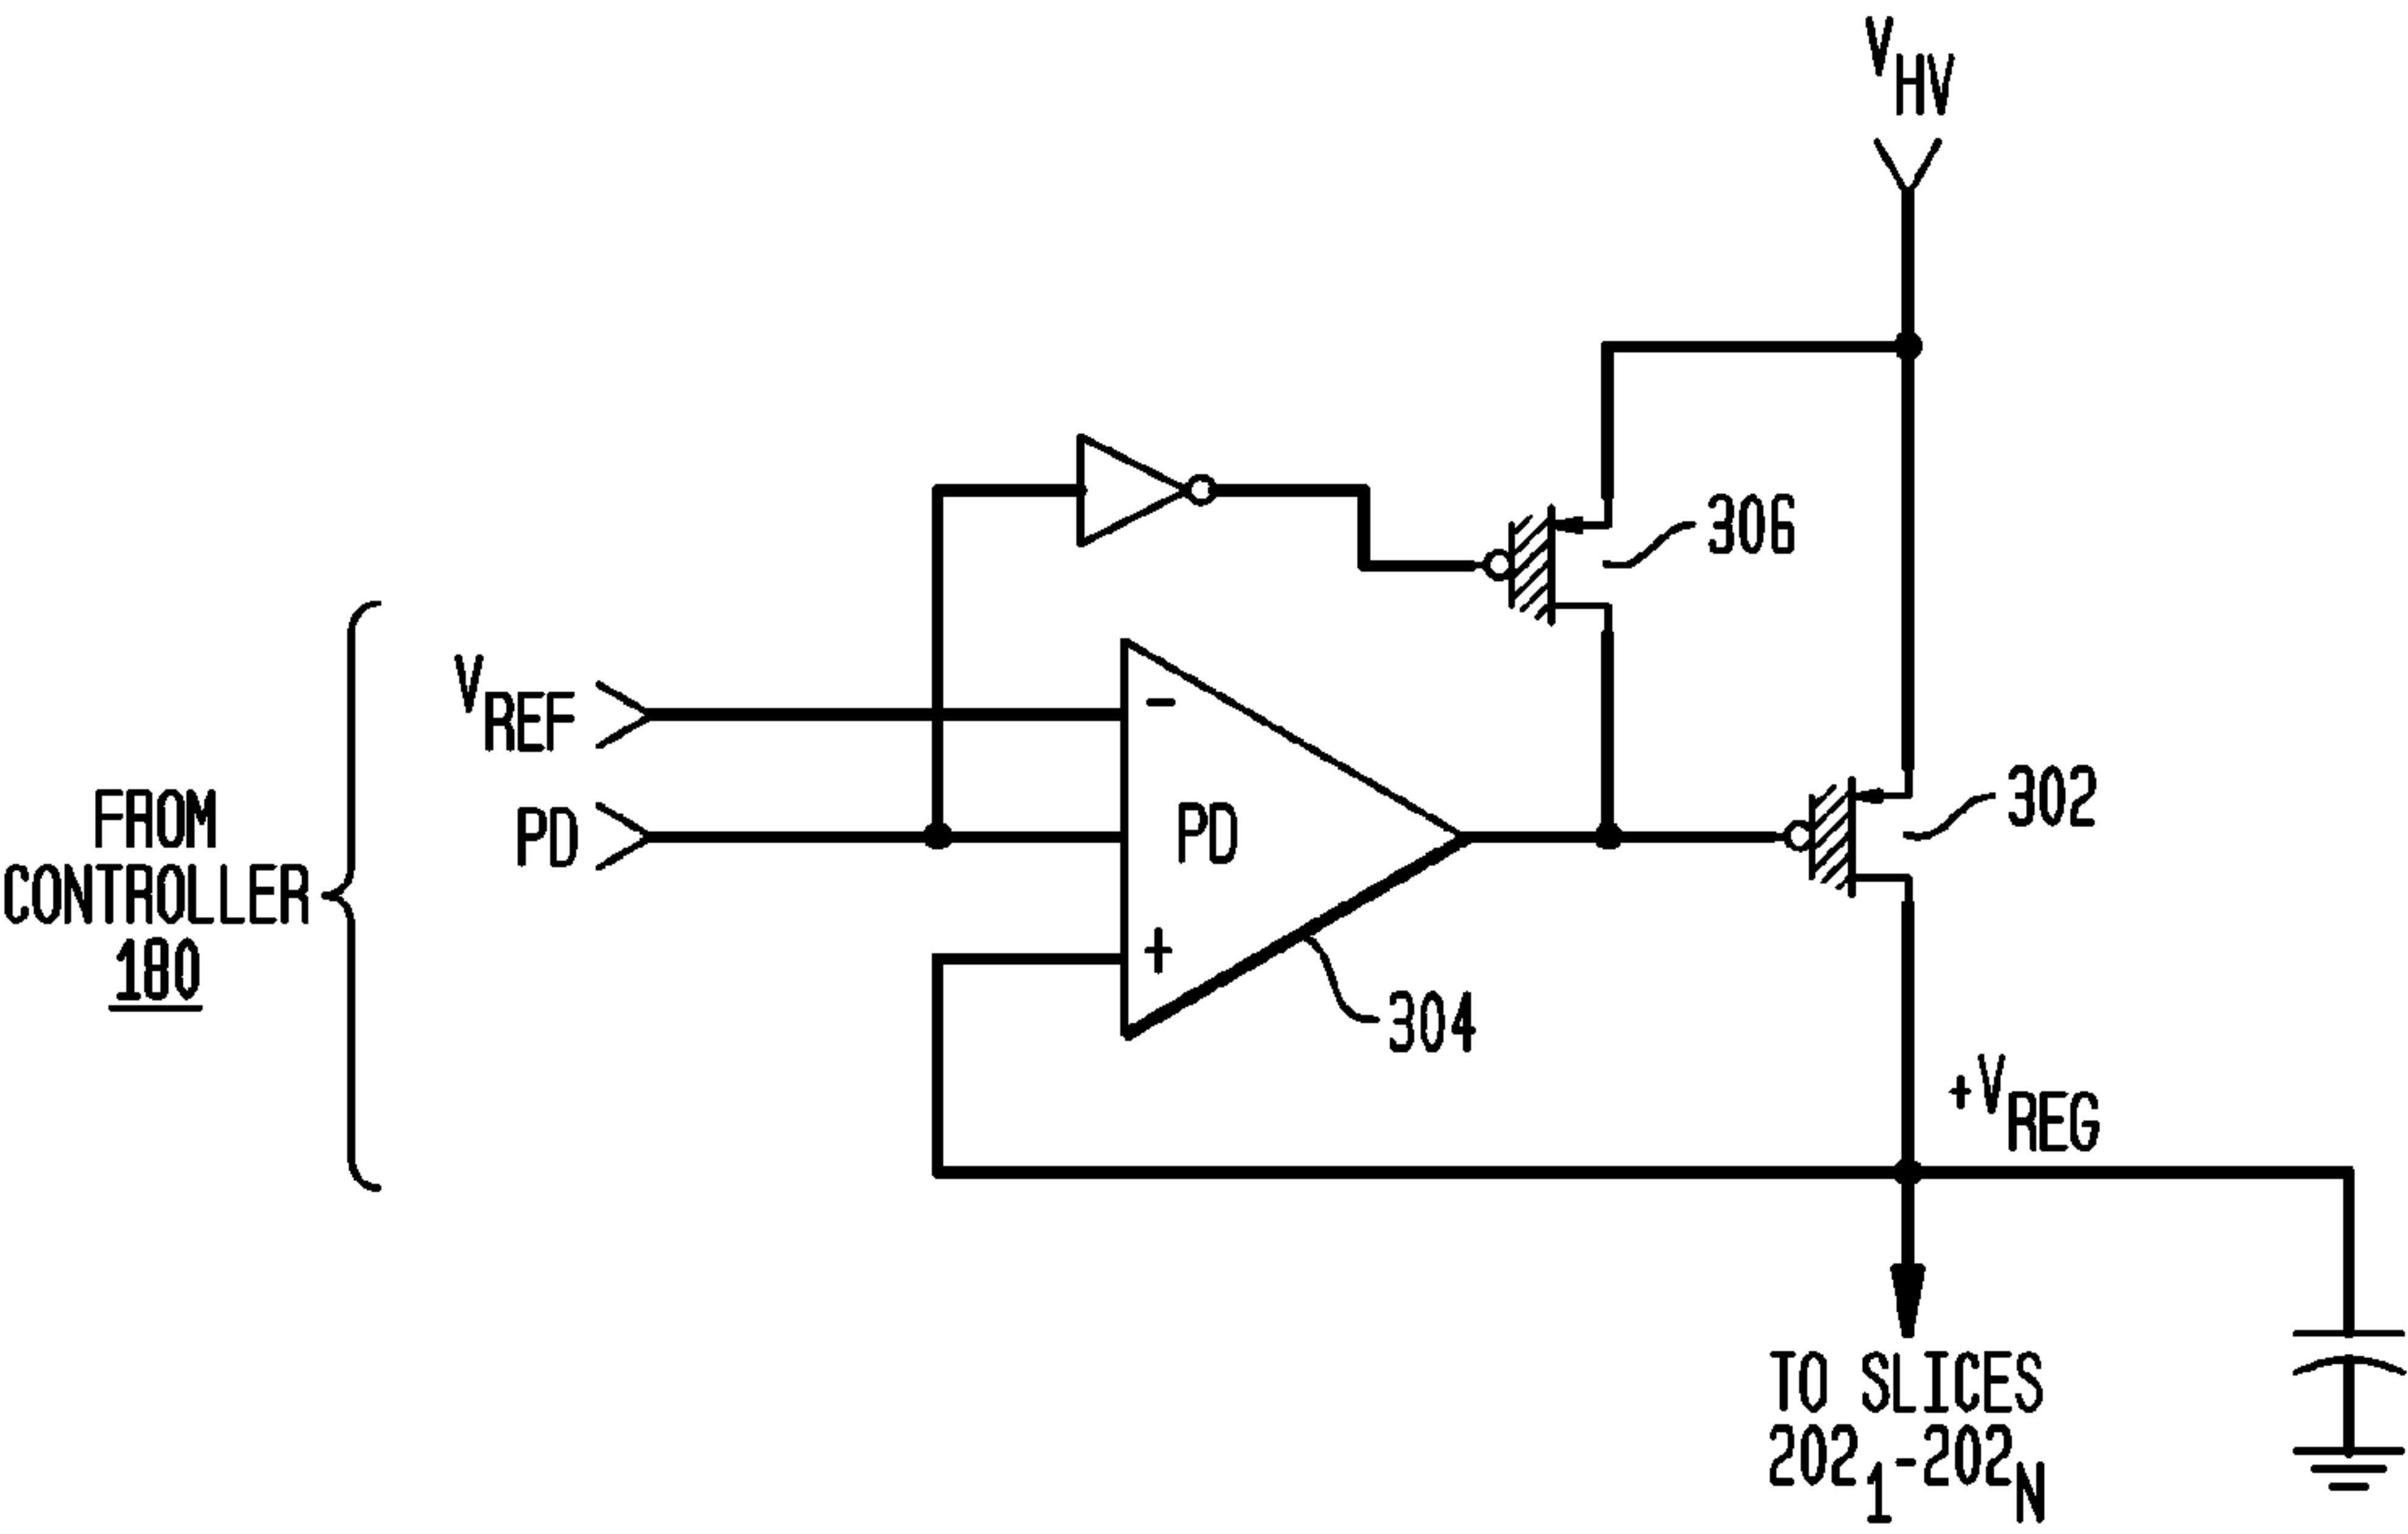 VHV
306
VREF
PD
PD
302
FROM
CONTROLLER
180
-
+
304
+VREG
TO SLICES
2021-202N